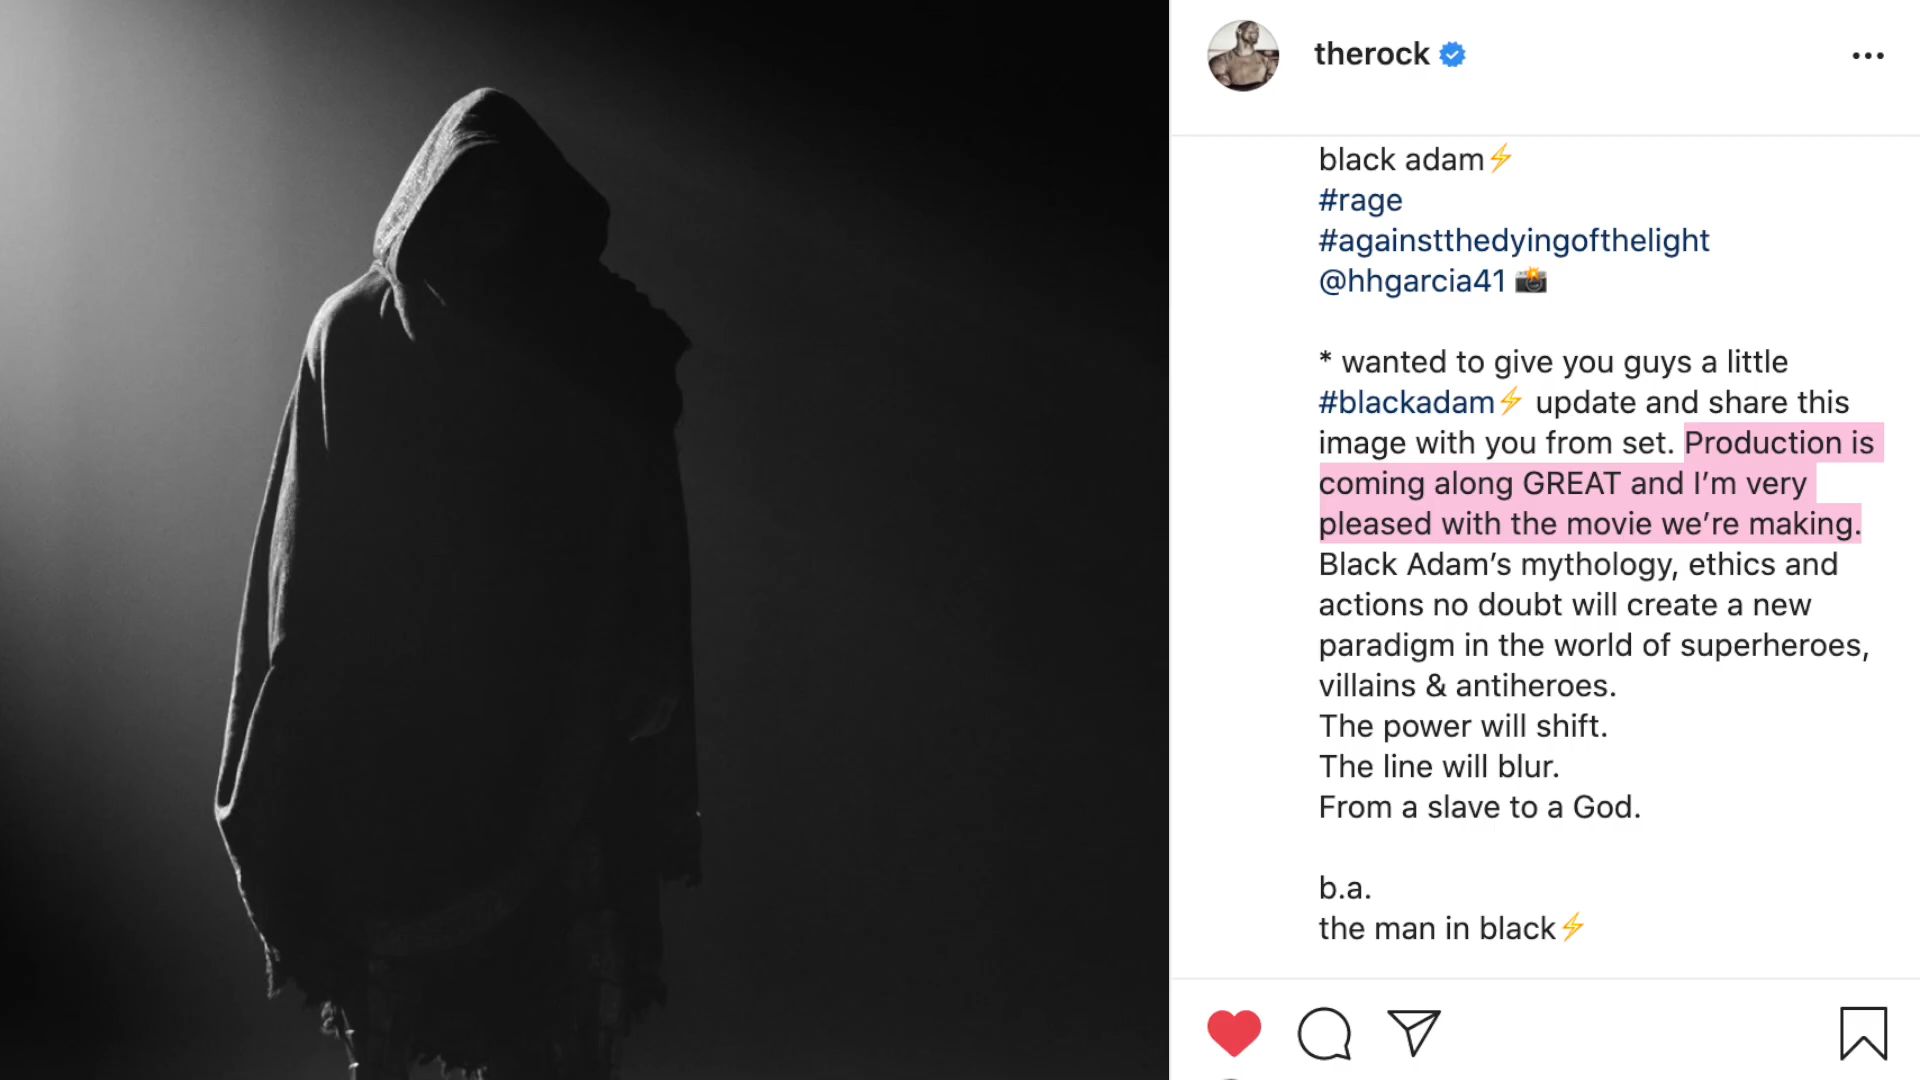 therock
black adam⚡
#rage
#againstthedyingofthelight
@hhgarcia41 📸
* wanted to give you guys a little
#blackadam⚡ update and share this
image with you from set. Production is
coming along GREAT and I’m very
pleased with the movie we’re making.
Black Adam’s mythology, ethics and
actions no doubt will create a new
paradigm in the world of superheroes,
villains & antiheroes.
The power will shift.
The line will blur.
From a slave to a God.
b.a.
the man in black⚡